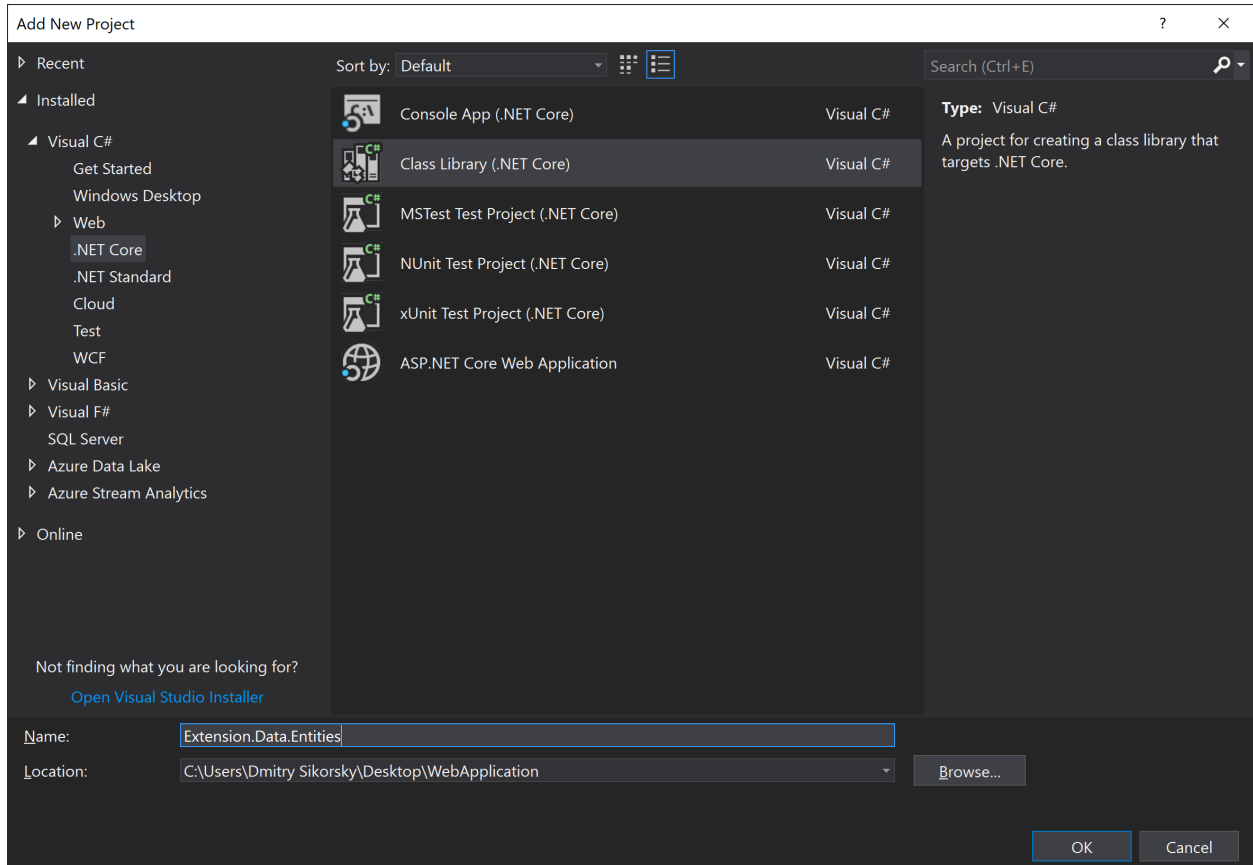 Add New Project
?
Recent
Installed
Visual C#
Get Started
Windows Desktop
Web
.NET Core
.NET Standard
Cloud
Test
WCF
Visual Basic
Visual F#
SQL Server
Azure Data Lake
Azure Stream Analytics
Online
Not finding what you are looking for?
Open Visual Studio Installer
Sort by: Default
Console App (.NET Core) Visual C#
Class Library (.NET Core) Visual C#
MSTest Test Project (.NET Core) Visual C#
NUnit Test Project (.NET Core) Visual C#
xUnit Test Project (.NET Core) Visual C#
ASP.NET Core Web Application Visual C#
Search (Ctrl+E)
Type: Visual C#
A project for creating a class library that
targets .NET Core.
Name: Extension.Data.Entities
Location: C:\Users\Dmitry Sikorsky\Desktop\WebApplication
Browse...
OK Cancel